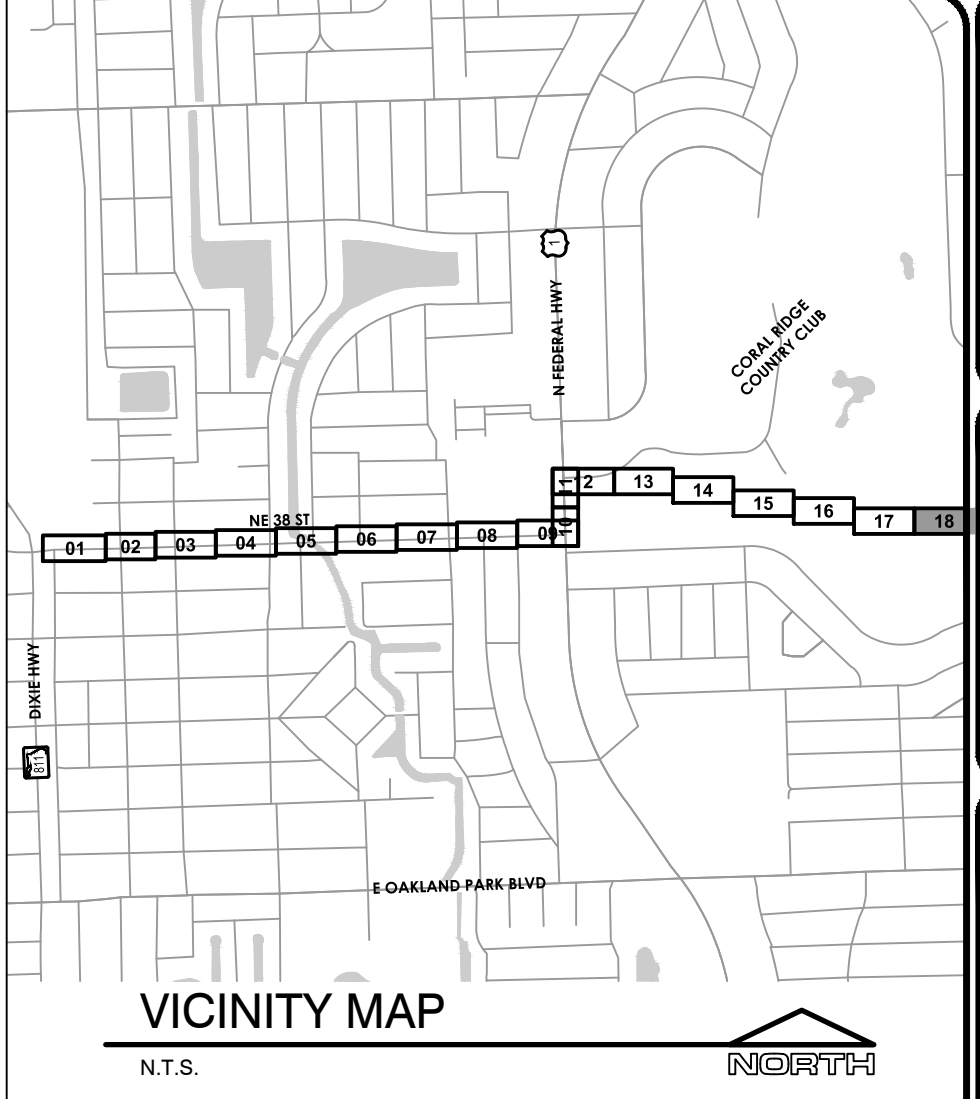 1
N FEDERAL HWY
CORAL RIDGE
COUNTRY CLUB
NE 38 ST
01
02
03
04
05
06
07
08
09
10
11
12
13
14
15
16
17
18
DIXIE HWY
811
E OAKLAND PARK BLVD
VICINITY MAP
N.T.S.
NORTH